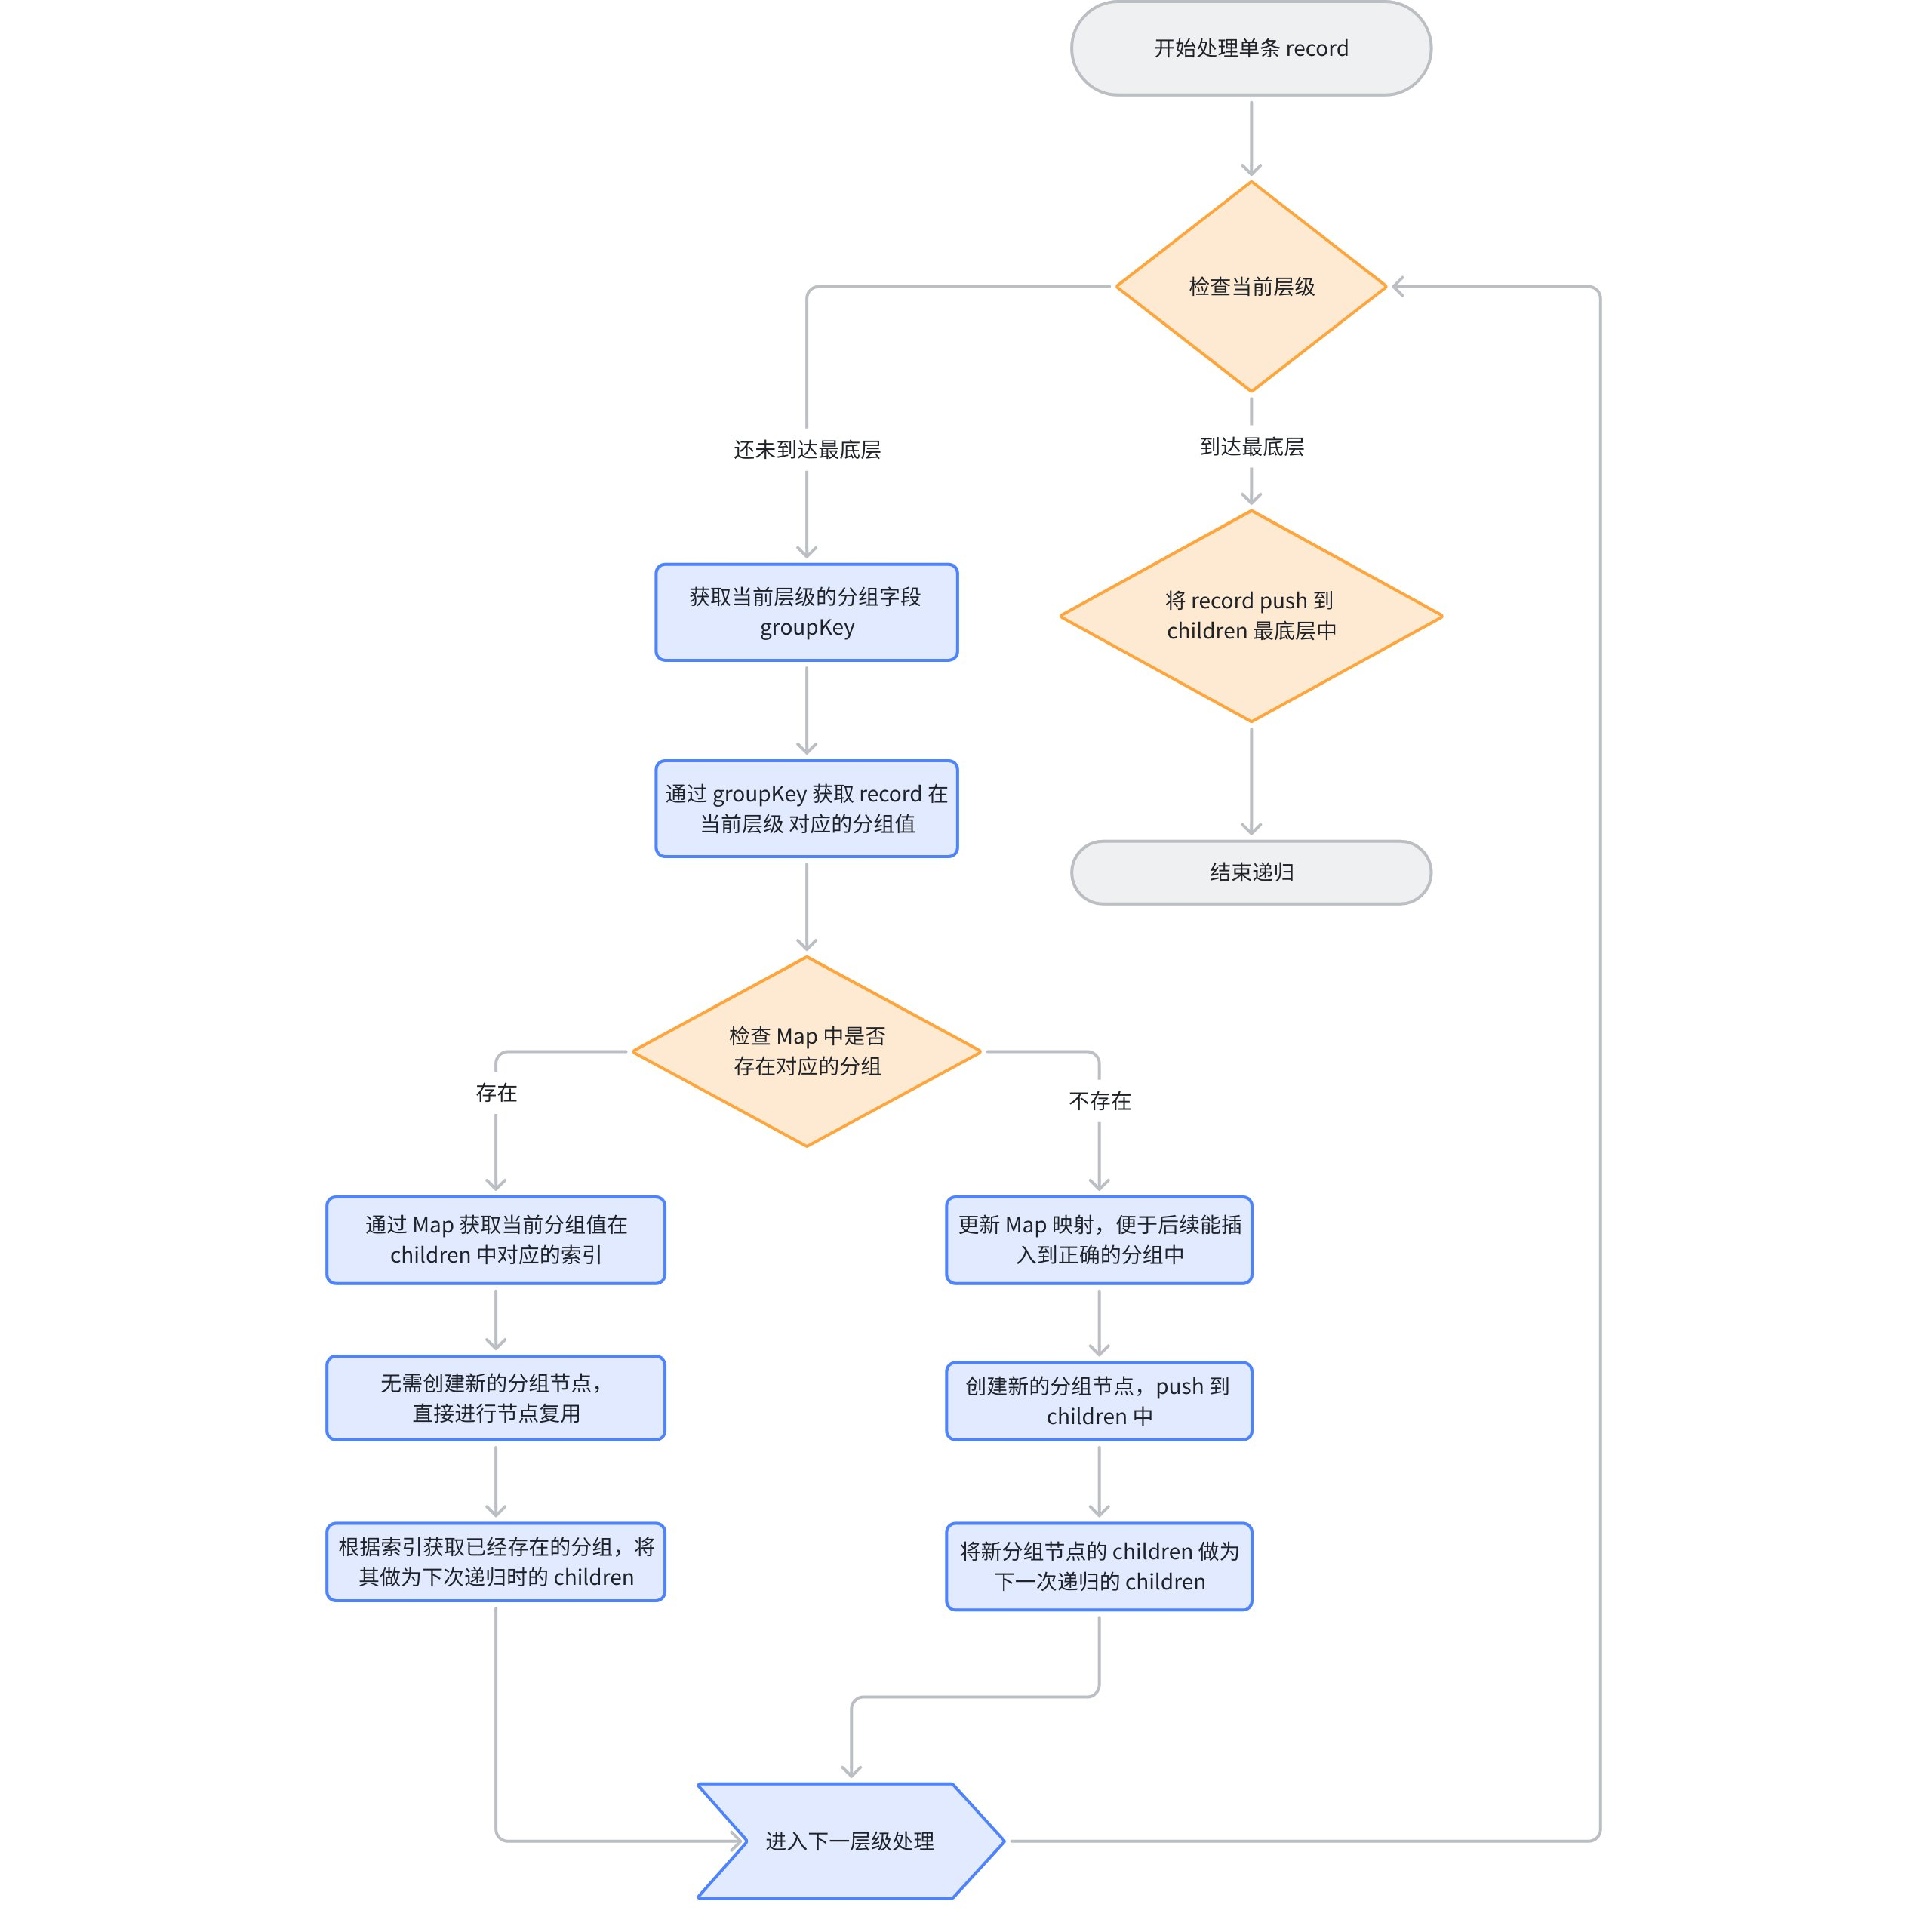 开始处理单条 record
检查当前层级
还未到达最底层
到达最底层
获取当前层级的分组字段
groupKey
将 record push 到
children 最底层中
通过 groupKey 获取 record 在
当前层级 对应的分组值
结束递归
检查 Map 中是否
存在对应的分组
存在
不存在
通过 Map 获取当前分组值在
children 中对应的索引
更新 Map 映射，便于后续能插
入到正确的分组中
无需创建新的分组节点，
直接进行节点复用
创建新的分组节点，push 到
children 中
根据索引获取已经存在的分组，将
其做为下次递归时的 children
将新分组节点的 children 做为
下一次递归的 children
进入下一层级处理